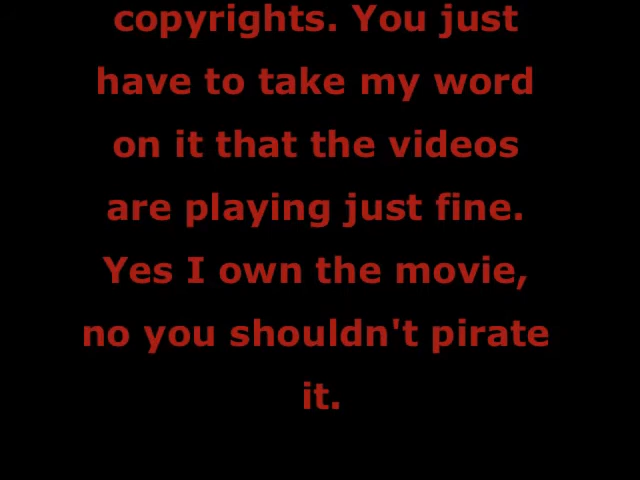 copyrights. You just
have to take my word
on it that the videos
are playing just fine.
Yes I own the movie,
no you shouldn't pirate
it.